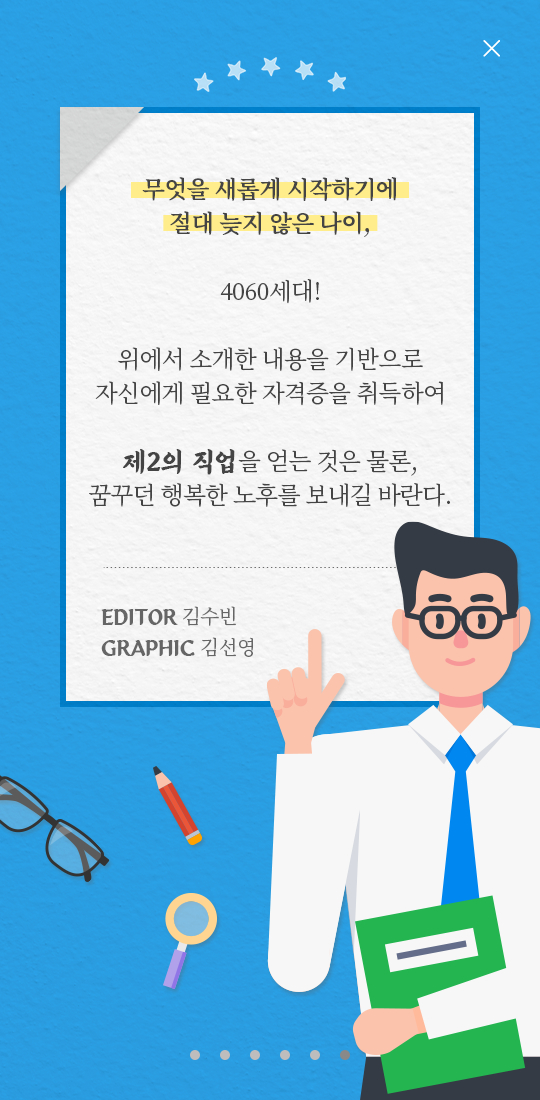 무엇을 새롭게 시작하기에
절대 늦지 않은 나이,
4060세대!
위에서 소개한 내용을 기반으로
자신에게 필요한 자격증을 취득하여
제2의 직업을 얻는 것은 물론,
꿈꾸던 행복한 노후를 보내길 바란다.
EDITOR 김수빈
GRAPHIC 김선영